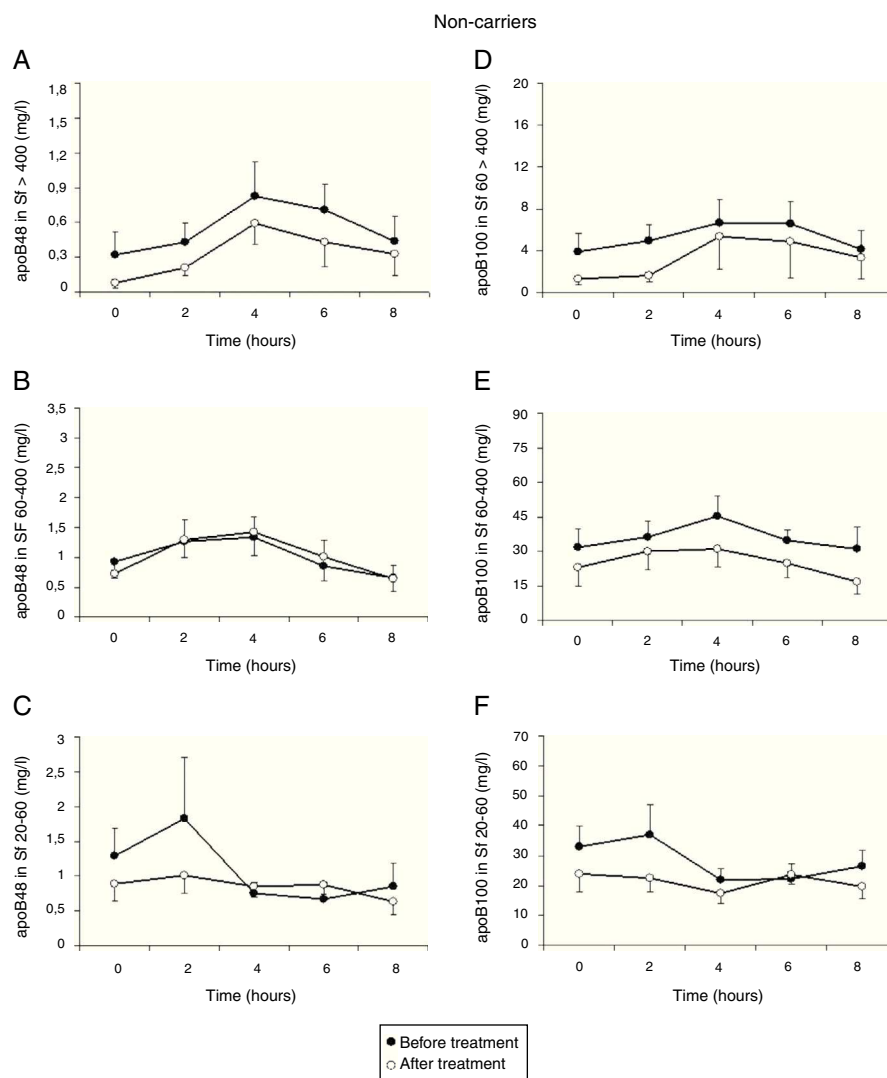 Non-carriers
A
apoB48 in Sf > 400 (mg/l)
1,8
1,5
1,2
0,9
0,6
0,3
0
0 2 4 6 8
Time (hours)
D
apoB100 in Sf 60 > 400 (mg/l)
20
16
12
8
4
0
0 2 4 6 8
Time (hours)
B
apoB48 in SF 60-400 (mg/l)
3,5
3
2,5
2
1,5
1
0,5
0
0 2 4 6 8
Time (hours)
E
apoB100 in Sf 60-400 (mg/l)
90
75
60
45
30
15
0
0 2 4 6 8
Time (hours)
C
apoB48 in Sf 20-60 (mg/l)
3
2,5
2
1,5
1
0,5
0
0 2 4 6 8
Time (hours)
F
apoB100 in Sf 20-60 (mg/l)
70
60
50
40
30
20
10
0
0 2 4 6 8
Time (hours)
Before treatment
After treatment